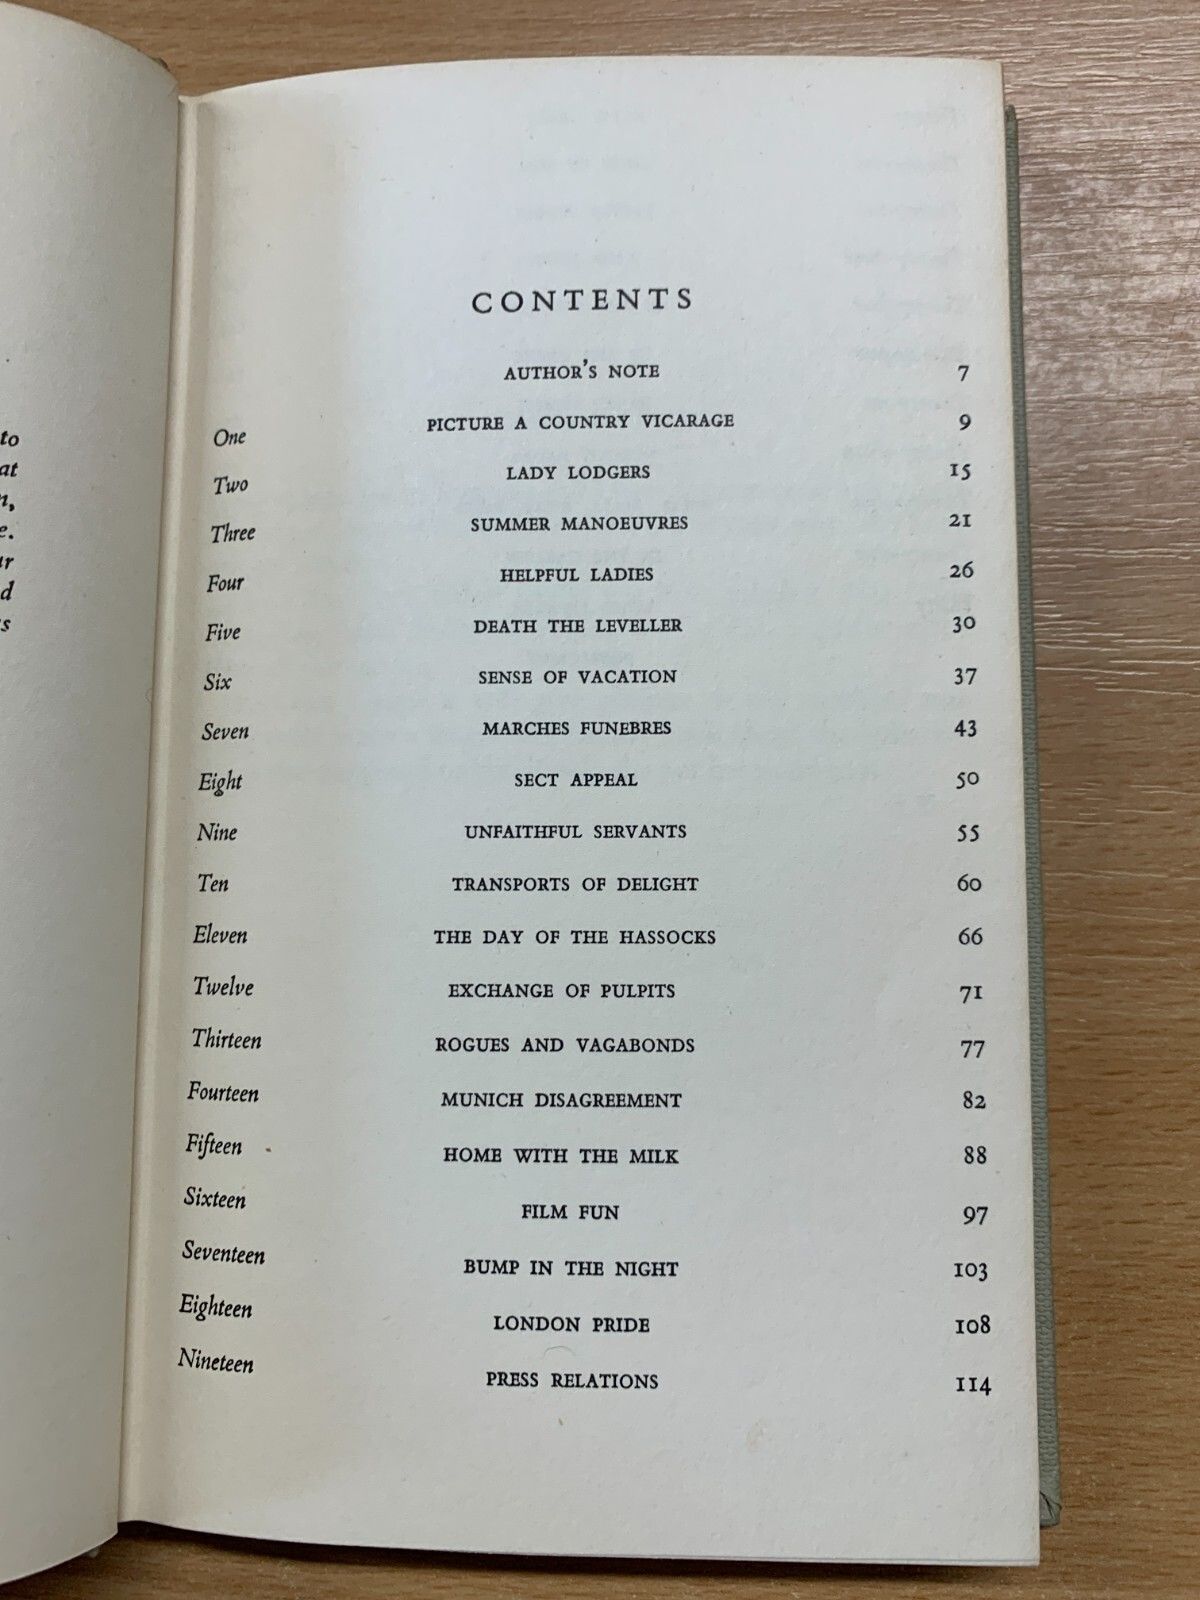 to
at
n,
e.
ur
d
s
CONTENTS
AUTHOR'S NOTE 7
One PICTURE A COUNTRY VICARAGE 9
Two LADY LODGERS 15
Three SUMMER MANOEUVRES 21
Four HELPFUL LADIES 26
Five DEATH THE LEVELLER 30
Six SENSE OF VACATION 37
Seven MARCHES FUNEBRES 43
Eight SECT APPEAL 50
Nine UNFAITHFUL SERVANTS 55
Ten TRANSPORTS OF DELIGHT 60
Eleven THE DAY OF THE HASSOCKS 66
Twelve EXCHANGE OF PULPITS 71
Thirteen ROGUES AND VAGABONDS 77
Fourteen MUNICH DISAGREEMENT 82
Fifteen HOME WITH THE MILK 88
Sixteen FILM FUN 97
Seventeen BUMP IN THE NIGHT 103
Eighteen LONDON PRIDE 108
Nineteen PRESS RELATIONS 114